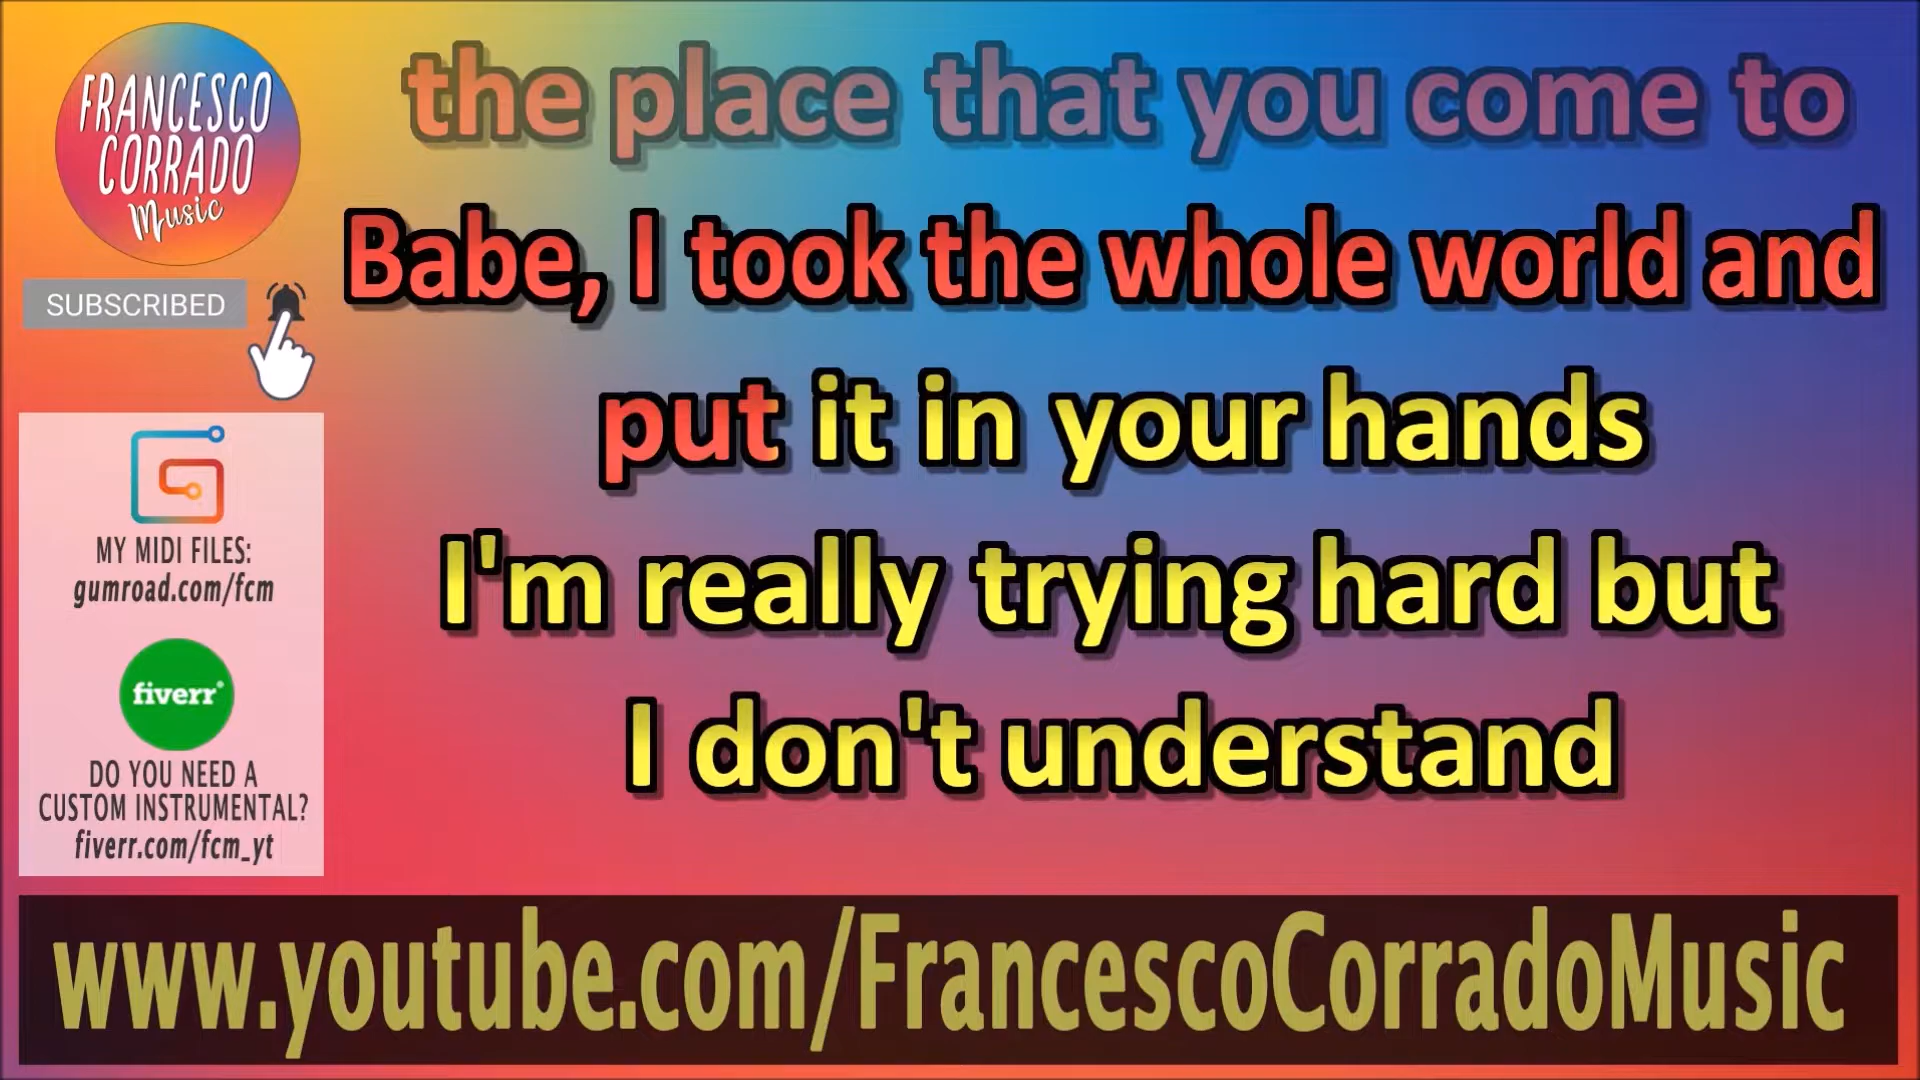 FRANCESCO
CORRADO
Music
SUBSCRIBED
MY MIDI FILES:
gumroad.com/fcm
fiverr®
DO YOU NEED A
CUSTOM INSTRUMENTAL?
fiverr.com/fcm_yt
the place that you come to
Babe, I took the whole world and
put it in your hands
I'm really trying hard but
I don't understand
www.youtube.com/FrancescoCorradoMusic